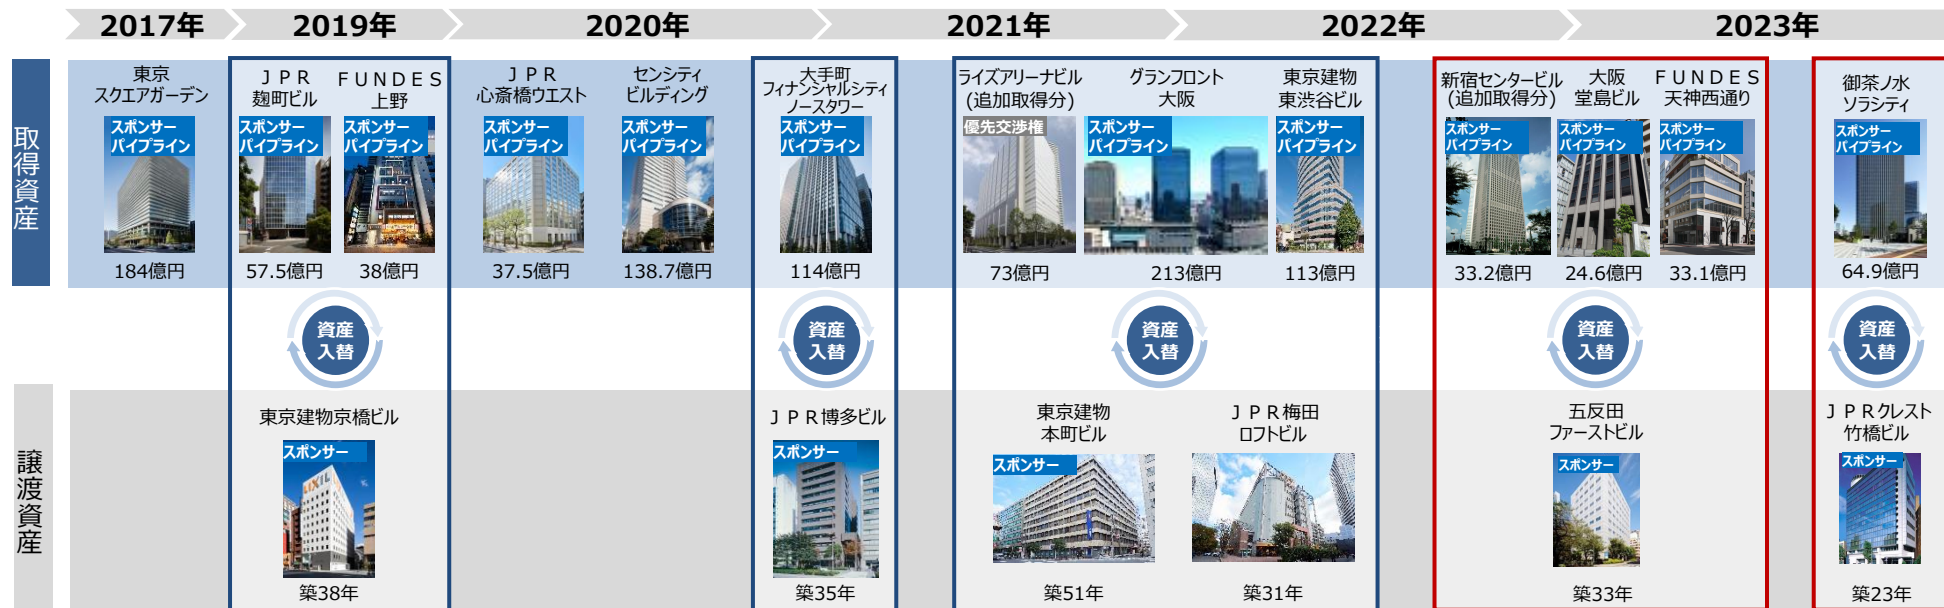 2017年
2019年
2020年
2021年
2022年
2023年
取得資産
東京
スクエアガーデン
スポンサー
パイプライン
184億円
ＪＰＲ
麹町ビル
スポンサー
パイプライン
57.5億円
ＦＵＮＤＥＳ
上野
スポンサー
パイプライン
38億円
ＪＰＲ
心斎橋ウエスト
スポンサー
パイプライン
37.5億円
センシティ
ビルディング
スポンサー
パイプライン
138.7億円
大手町
フィナンシャルシティ
ノースタワー
スポンサー
パイプライン
114億円
ライズアリーナビル
(追加取得分)
優先交渉権
73億円
グランフロント
大阪
スポンサー
パイプライン
213億円
東京建物
東渋谷ビル
スポンサー
パイプライン
113億円
新宿センタービル
(追加取得分)
スポンサー
パイプライン
33.2億円
大阪
堂島ビル
スポンサー
パイプライン
24.6億円
ＦＵＮＤＥＳ
天神西通り
スポンサー
パイプライン
33.1億円
御茶ノ水
ソラシティ
スポンサー
パイプライン
64.9億円
資産
入替
資産
入替
資産
入替
資産
入替
資産
入替
譲渡資産
東京建物京橋ビル
スポンサー
LIXIL
築38年
ＪＰＲ博多ビル
スポンサー
築35年
東京建物
本町ビル
スポンサー
築51年
ＪＰＲ梅田
ロフトビル
築31年
五反田
ファーストビル
スポンサー
築33年
ＪＰＲクレスト
竹橋ビル
スポンサー
築23年